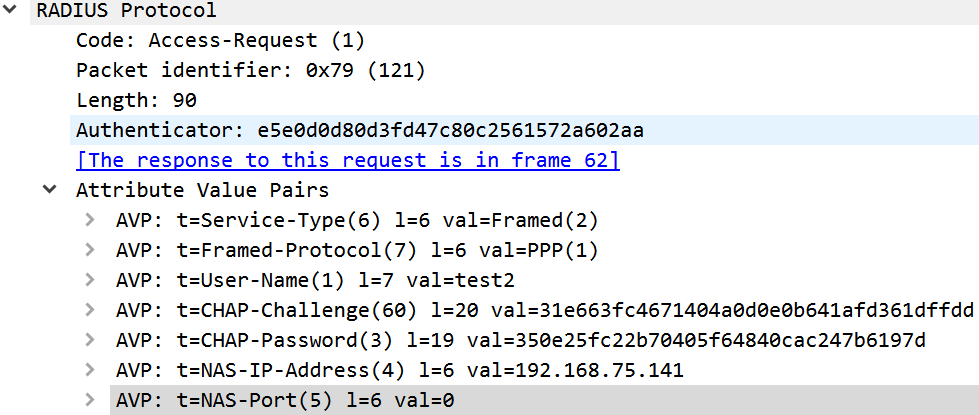 RADIUS Protocol
Code: Access-Request (1)
Packet identifier: 0x79 (121)
Length: 90
Authenticator: e5e0d0d80d3fd47c80c2561572a602aa
[The response to this request is in frame 62]
Attribute Value Pairs
AVP: t=Service-Type(6) l=6 val=Framed(2)
AVP: t=Framed-Protocol(7) l=6 val=PPP(1)
AVP: t=User-Name(1) l=7 val=test2
AVP: t=CHAP-Challenge(60) l=20 val=31e663fc4671404a0d0e0b641afd361dffdd
AVP: t=CHAP-Password(3) l=19 val=350e25fc22b70405f64840cac247b6197d
AVP: t=NAS-IP-Address(4) l=6 val=192.168.75.141
AVP: t=NAS-Port(5) l=6 val=0